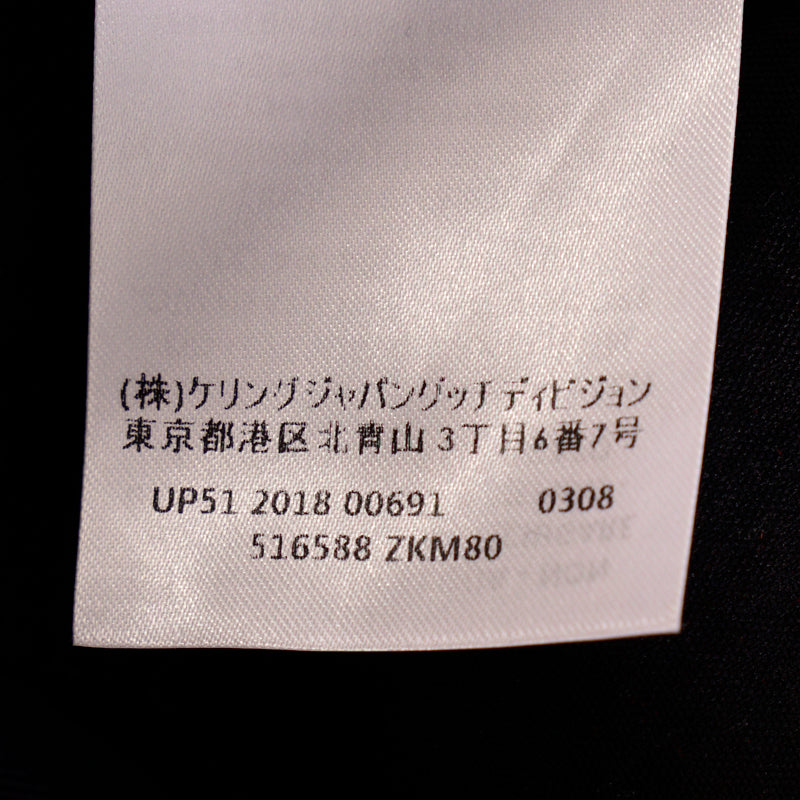 (株)ケリングジャパングッチディビジョン
東京都港区北青山3丁目6番7号
UP51 2018 00691 0308
516588 ZKM80